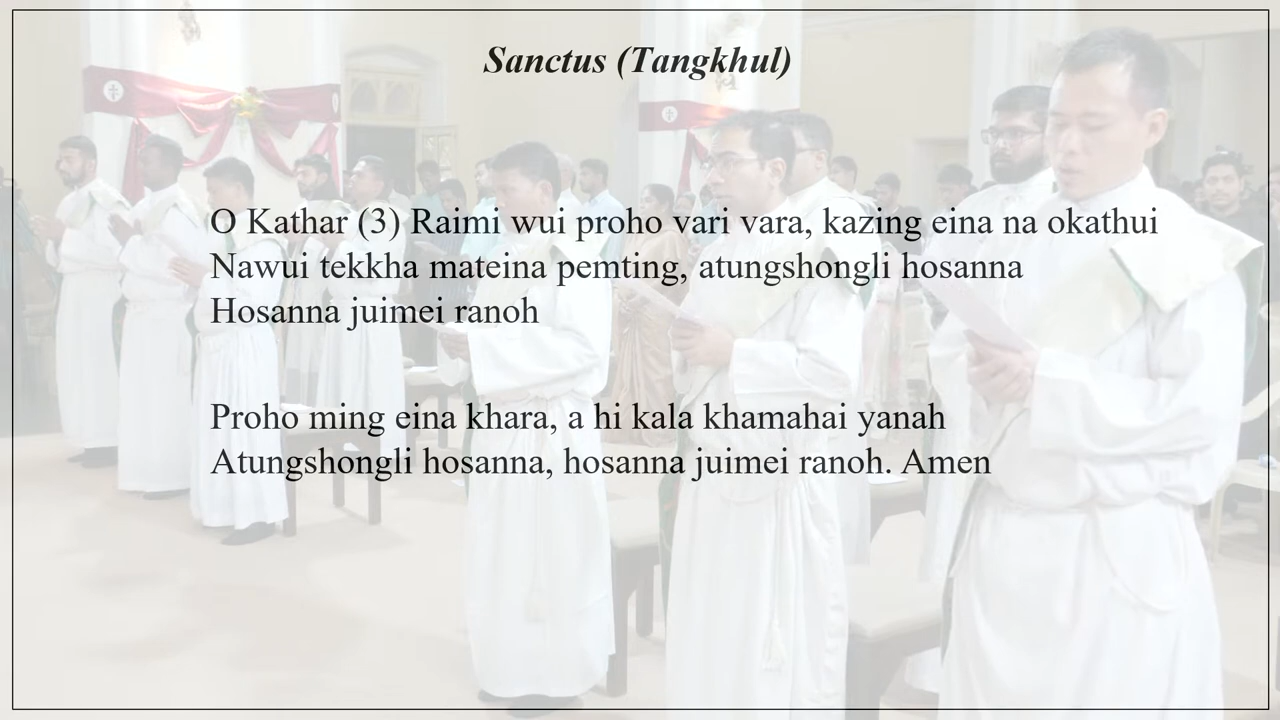 Sanctus (Tangkhul)
O Kathar (3) Raimi wui proho vari vara, kazing eina na okathui
Nawui tekkha mateina pemting, atungshongli hosanna
Hosanna juimei ranoh
Proho ming eina khara, a hi kala khamahai yanah
Atungshongli hosanna, hosanna juimei ranoh. Amen